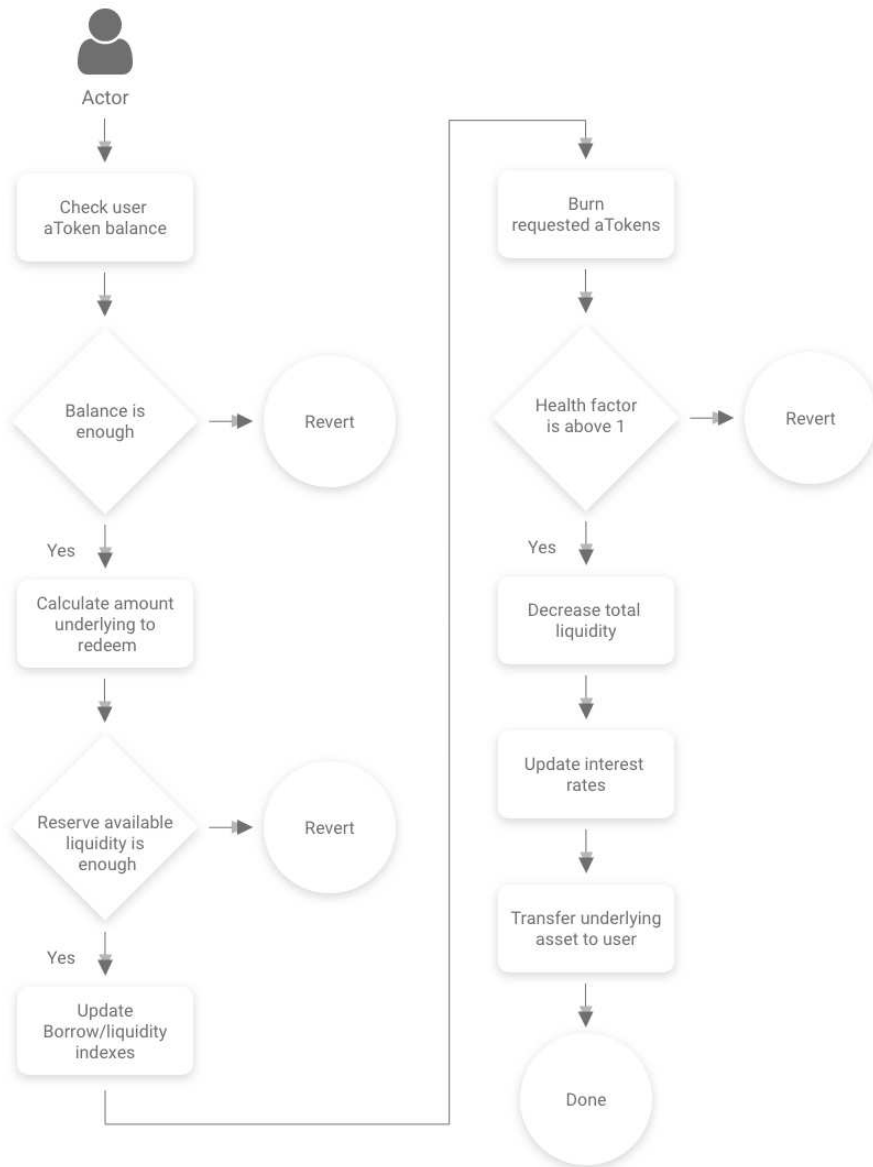 Actor
Check user
aToken balance
Balance is
enough
Revert
Yes
Calculate amount
underlying to
redeem
Reserve available
liquidity is
enough
Revert
Yes
Update
Borrow/liquidity
indexes
Burn
requested aTokens
Health factor
is above 1
Revert
Yes
Decrease total
liquidity
Update interest
rates
Transfer underlying
asset to user
Done